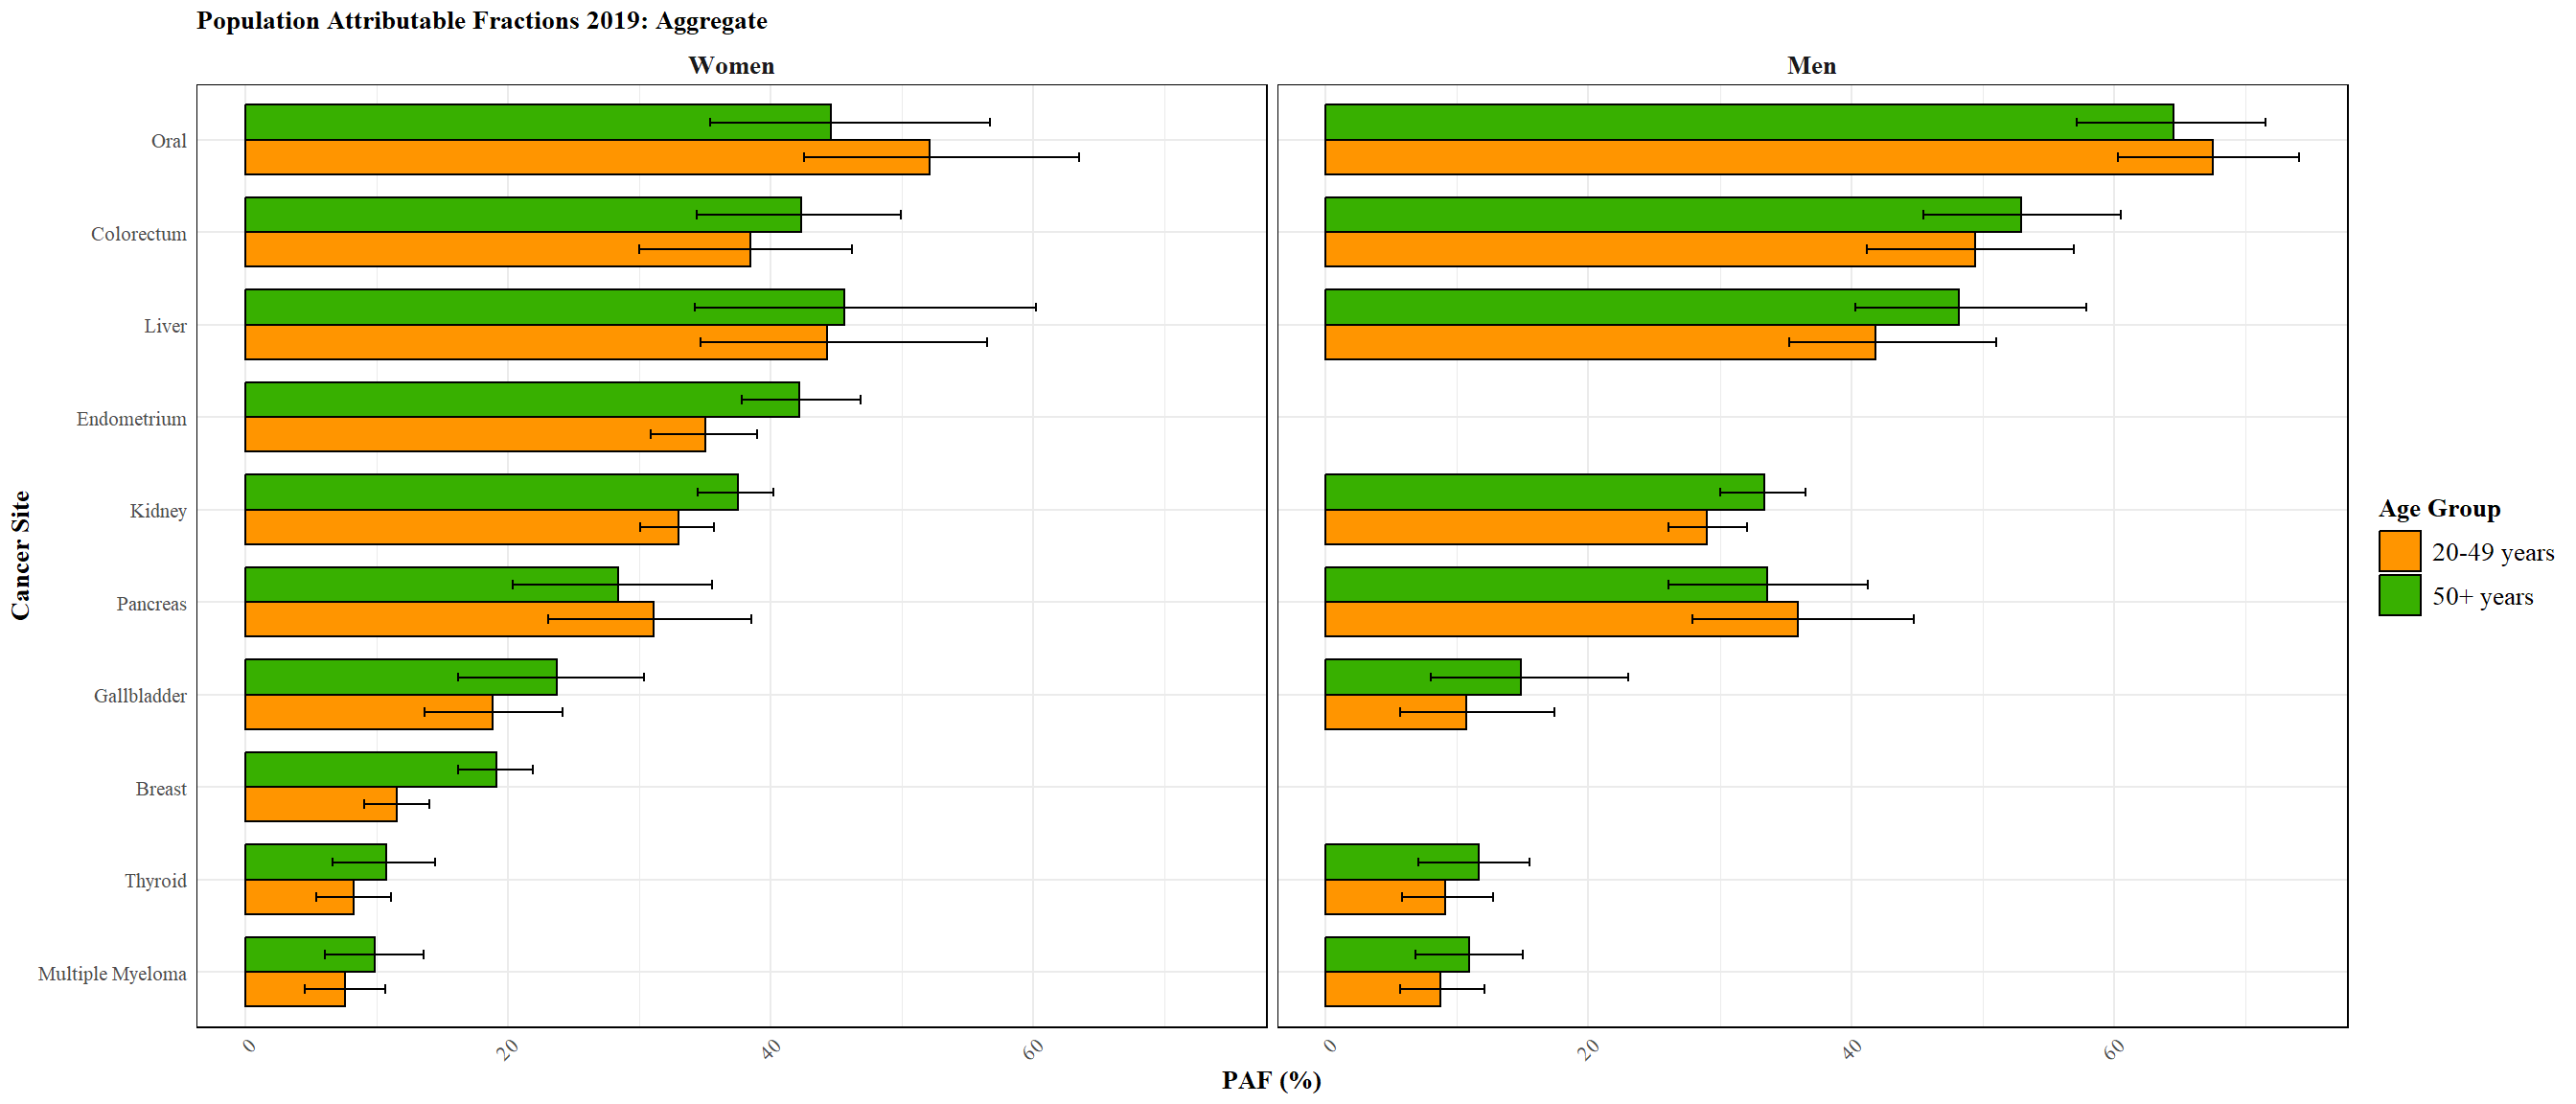 Population Attributable Fractions 2019: Aggregate
Women
Men
Cancer Site
Oral
Colorectum
Liver
Endometrium
Kidney
Pancreas
Gallbladder
Breast
Thyroid
Multiple Myeloma
0
20
40
60
0
20
40
60
PAF (%)
Age Group
20-49 years
50+ years